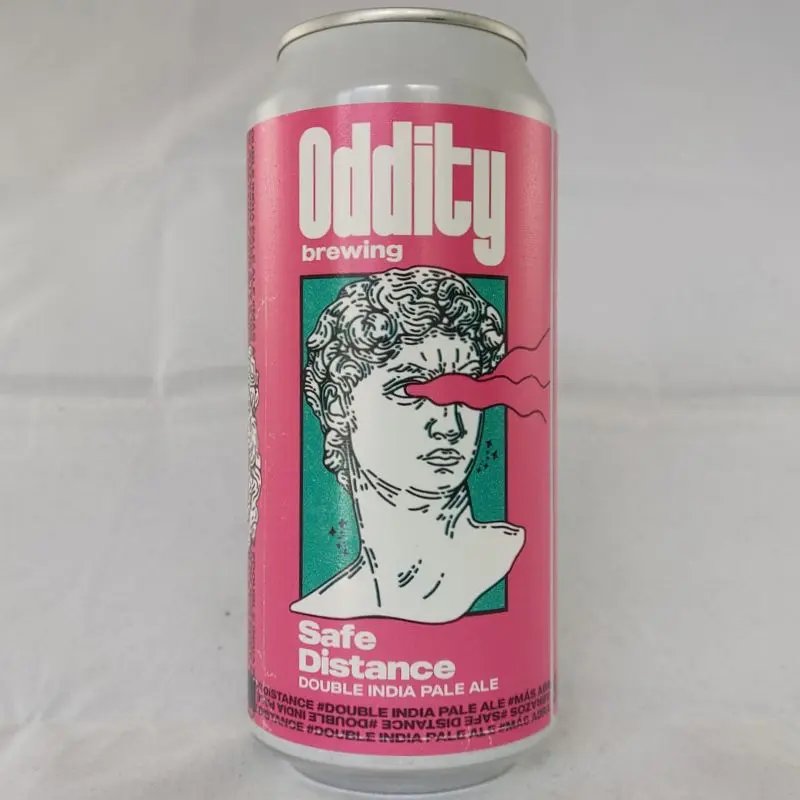 Oddity
brewing
Safe
Distance
DOUBLE INDIA PALE ALE
DISTANCE #DOUBLE INDIA PALE ALE #MÁS
#SAFE DISTANCE #DOUBLE INDIA
#DOUBLE INDIA PALE ALE #MÁS